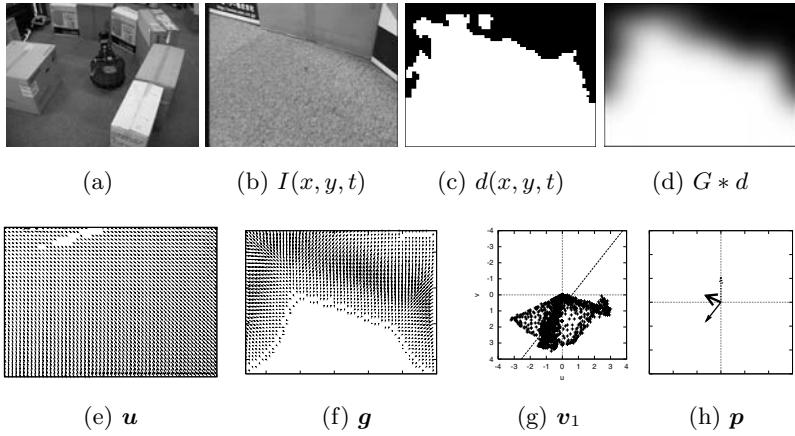 (a)
(b) I(x, y, t)
(c) d(x, y, t)
(d) G ∗ d
-4
-3
-2
-1
0
1
2
3
4
v
-4 -3 -2 -1 0 1 2 3 4
u
(e) u
(f) g
(g) v₁
(h) p